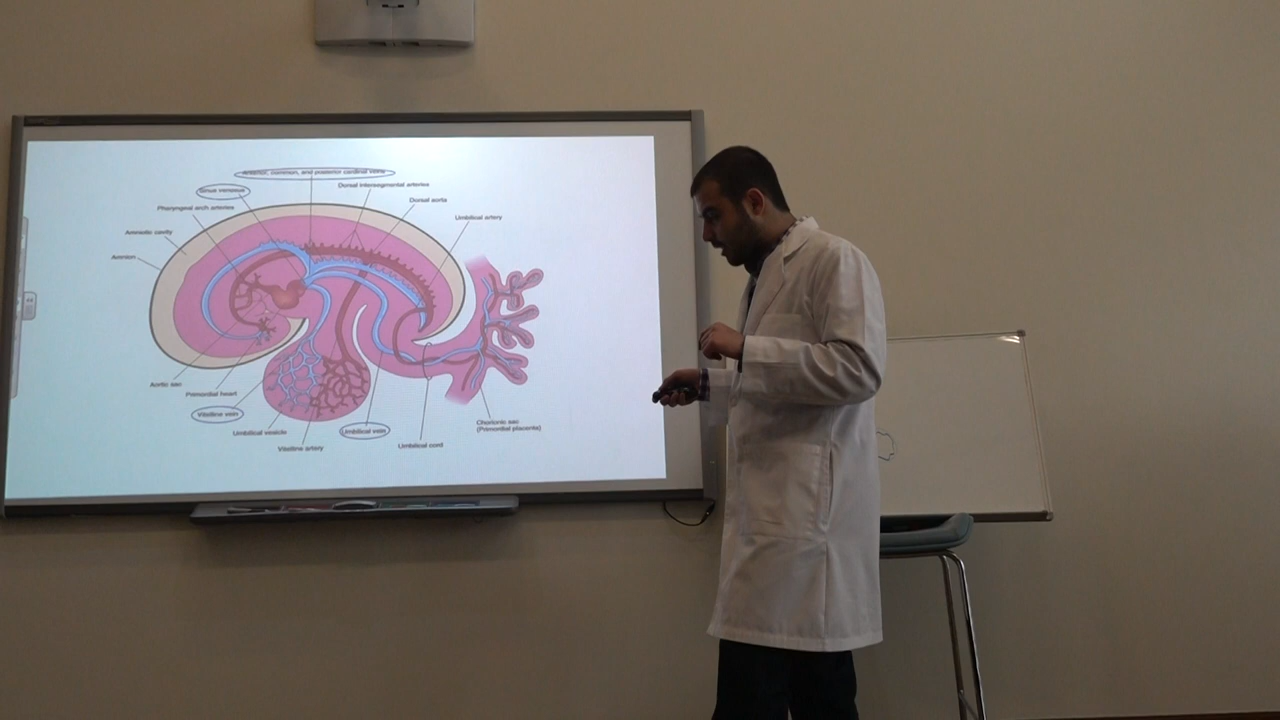 Anterior, common, and posterior cardinal veins
Sinus venosus
Dorsal intersegmental arteries
Pharyngeal arch arteries
Dorsal aorta
Umbilical artery
Amniotic cavity
Amnion
Aortic sac
Primordial heart
Vitelline vein
Umbilical vesicle
Vitelline artery
Umbilical vein
Umbilical cord
Chorionic sac
(Primordial placenta)